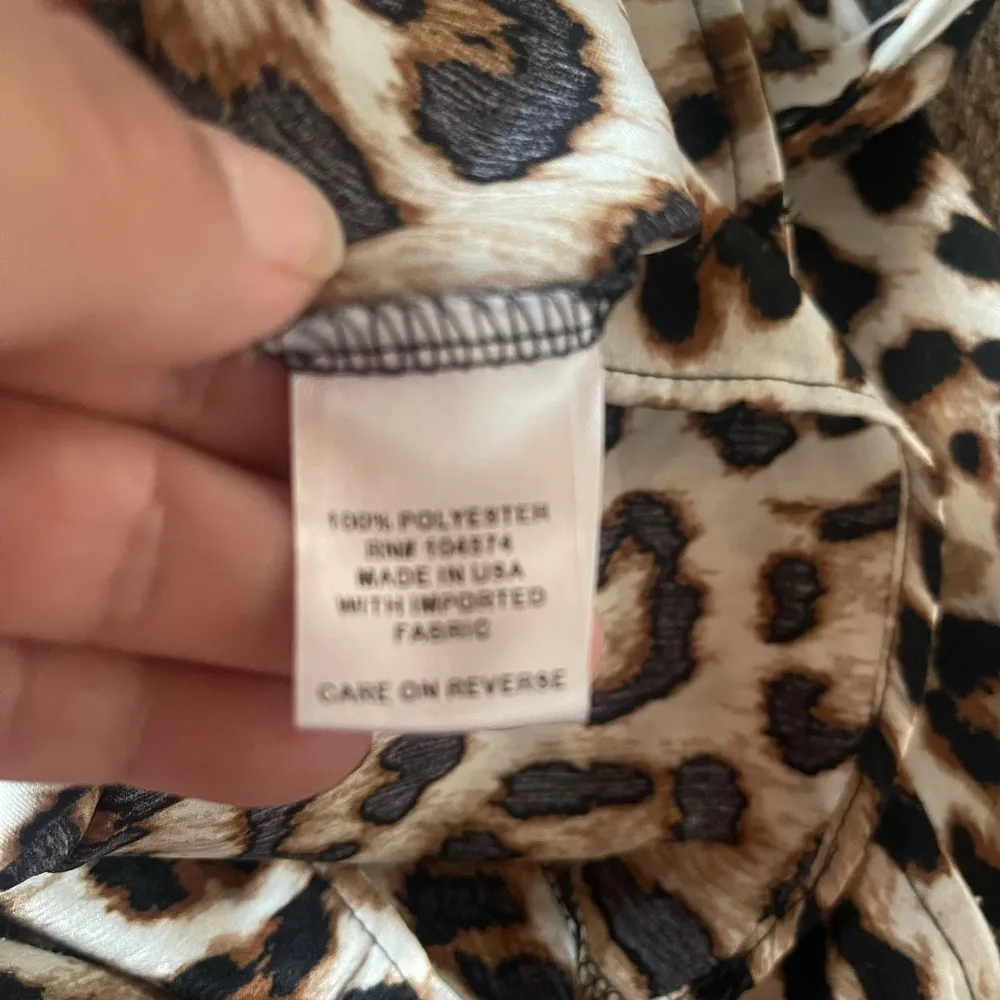 100% POLYESTER
RN# 104574
MADE IN USA
WITH IMPORTED
FABRIC
CARE ON REVERSE